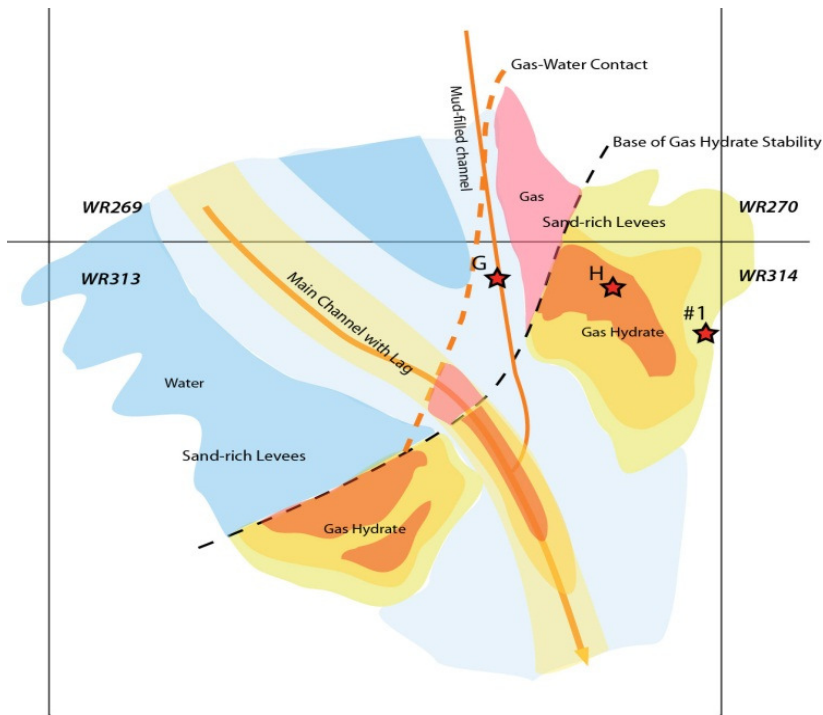 Gas-Water Contact
Mud-filled channel
Base of Gas Hydrate Stability
Gas
WR269
WR270
Sand-rich Levees
G
WR313
WR314
H
Main Channel with Lag
#1
Gas Hydrate
Water
Sand-rich Levees
Gas Hydrate